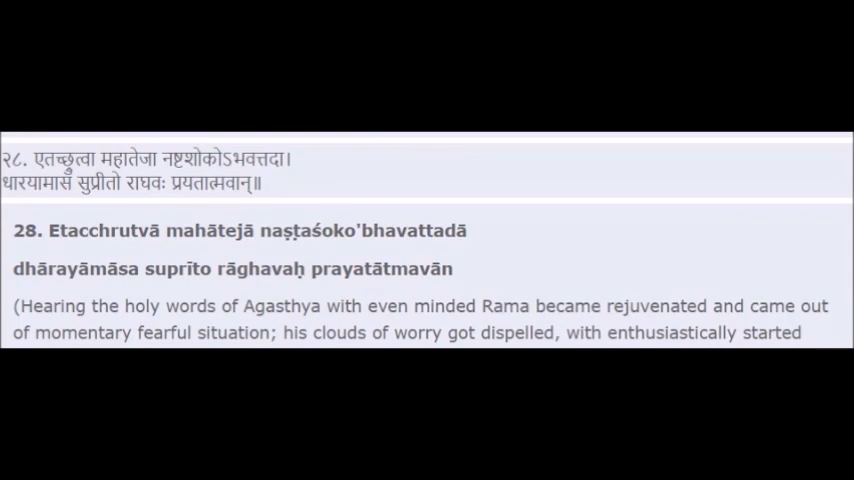 २८. एतच्छ्रुत्वा महातेजा नष्टशोकोऽभवत्तदा।
धारयामास सुप्रीतो राघवः प्रयतात्मवान्॥
28. Etacchrutvā mahātejā naṣṭaśoko'bhavattadā
dhārayāmāsa suprīto rāghavaḥ prayatātmavān
(Hearing the holy words of Agasthya with even minded Rama became rejuvenated and came out
of momentary fearful situation; his clouds of worry got dispelled, with enthusiastically started